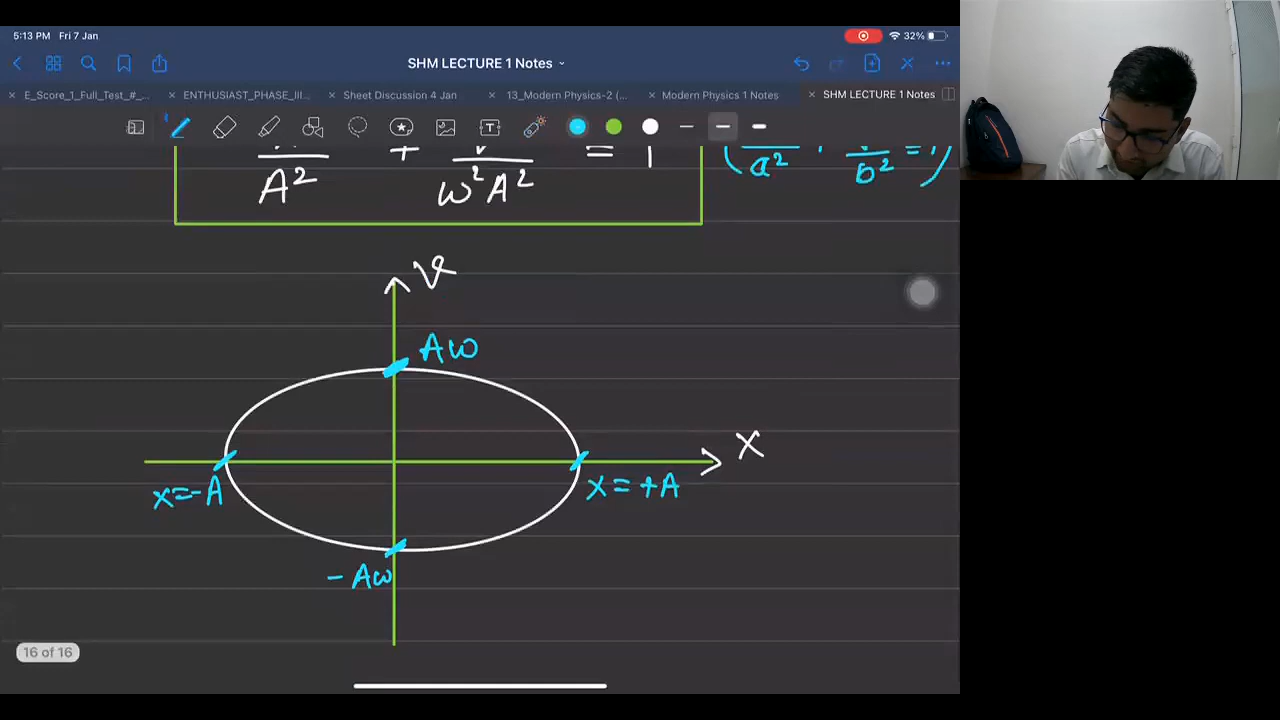 5:13 PM Fri 7 Jan
32%
SHM LECTURE 1 Notes
E_Score_1_Full_Test_#_...
ENTHUSIAST_PHASE_III...
Sheet Discussion 4 Jan
13_Modern Physics-2 (...
Modern Physics 1 Notes
SHM LECTURE 1 Notes
+ = 1
A² ω²A²
a² b² = 1)
v
Aω
x
x=-A
x=+A
-Aω
16 of 16